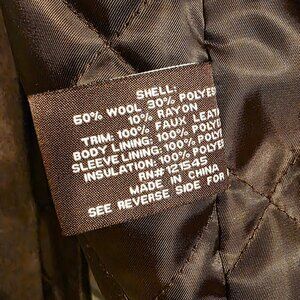 SHELL:
60% WOOL 30% POLYE
10% RAYON
TRIM: 100% FAUX LEAT
BODY LINING: 100% POLY
SLEEVE LINING: 100% POLY
INSULATION: 100% POLYE
RN#121545
MADE IN CHINA
SEE REVERSE SIDE FOR